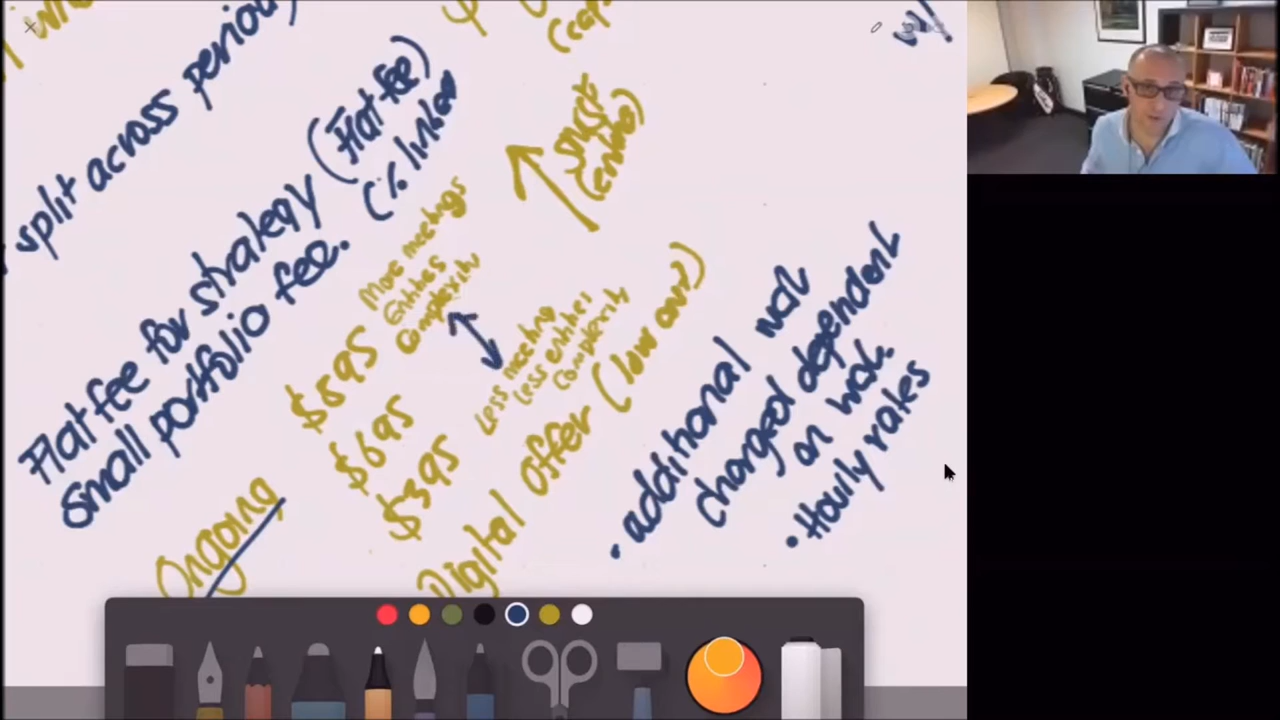 split across period
Flat fee for strategy (Flat fee)
small portfolio fee. (% linked
Ongoing
$895
$695
$395
More meetings
Entities
Complexity
Less meeting
Less entities
Complexity
Digital Offer (low cost)
• additional work
charged dependent
on work.
• Hourly rates
w/